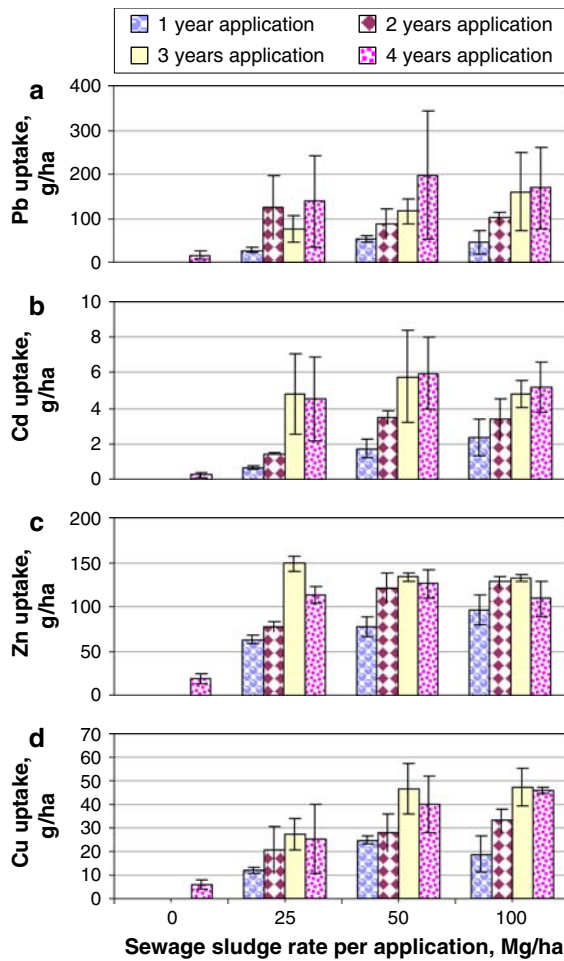 1 year application 2 years application
3 years application 4 years application
a
Pb uptake,
g/ha
400
300
200
100
0
b
Cd uptake,
g/ha
10
8
6
4
2
0
c
Zn uptake,
g/ha
200
150
100
50
0
d
Cu uptake,
g/ha
70
60
50
40
30
20
10
0
0 25 50 100
Sewage sludge rate per application, Mg/ha